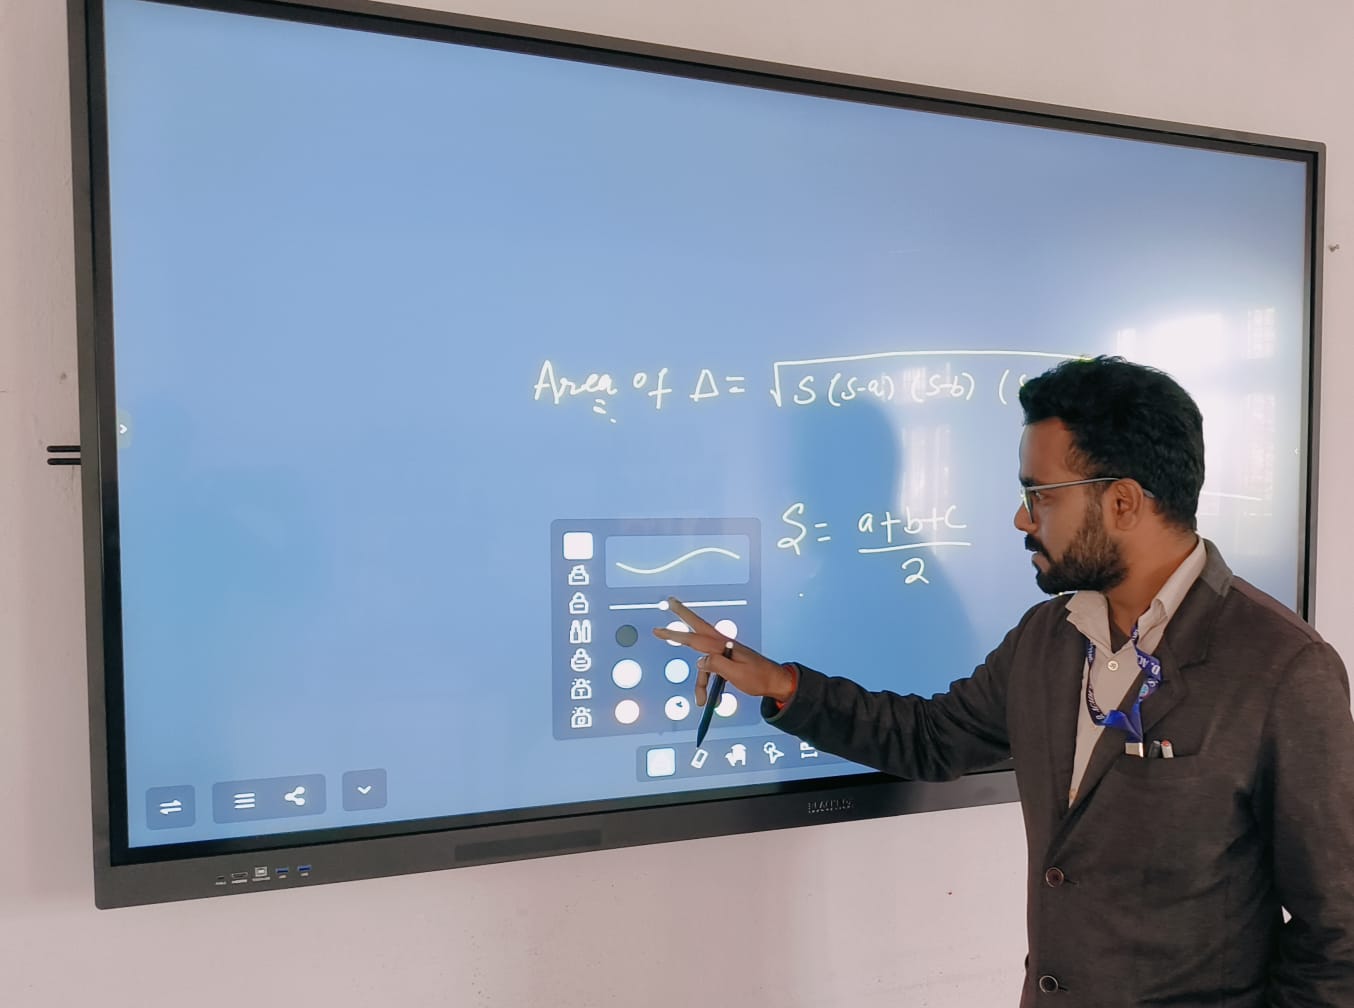 Area of Δ = √S (S-a) (S-b) (
S = a+b+c
2